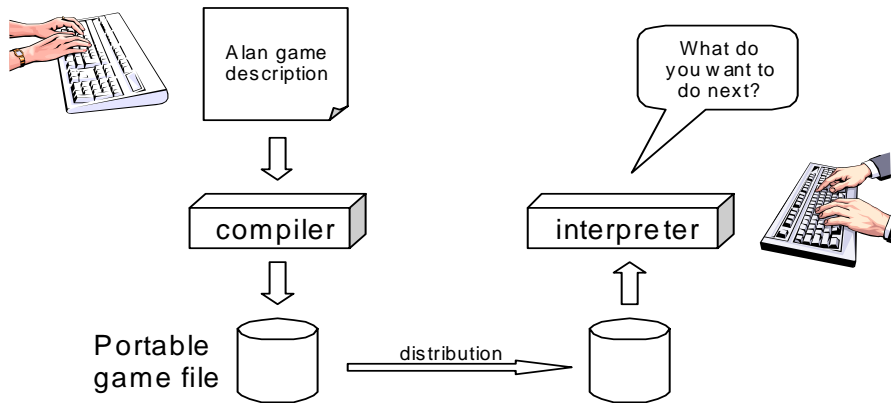 Alan game
description
What do
you want to
do next?
compiler
interpreter
Portable
game file
distribution